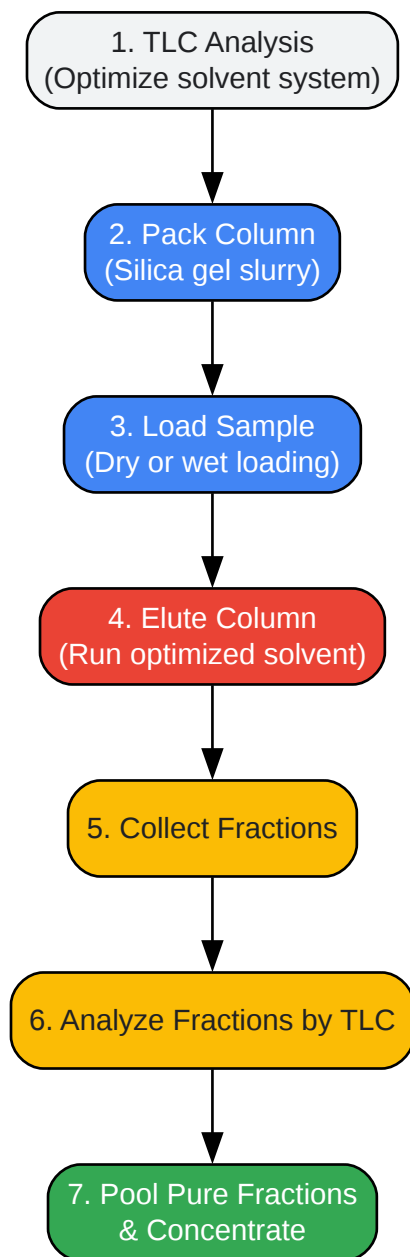 1. TLC Analysis
(Optimize solvent system)
2. Pack Column
(Silica gel slurry)
3. Load Sample
(Dry or wet loading)
4. Elute Column
(Run optimized solvent)
5. Collect Fractions
6. Analyze Fractions by TLC
7. Pool Pure Fractions
& Concentrate